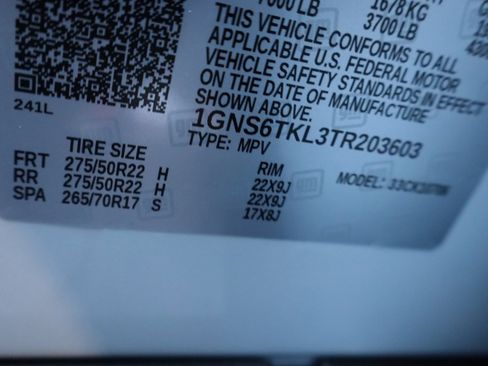 1678 KG
3700 LB
THIS VEHICLE CONFORMS TO ALL
APPLICABLE U.S. FEDERAL MOTOR
VEHICLE SAFETY STANDARDS IN EFFECT
ON THE DATE OF MANUFACTURE
SHOWN ABOVE.
1GNS6TKL3TR203603
TYPE: MPV
241L
TIRE SIZE RIM
FRT 275/50R22 H 22X9J
RR 275/50R22 H 22X9J
SPA 265/70R17 S 17X8J
MODEL:
gm